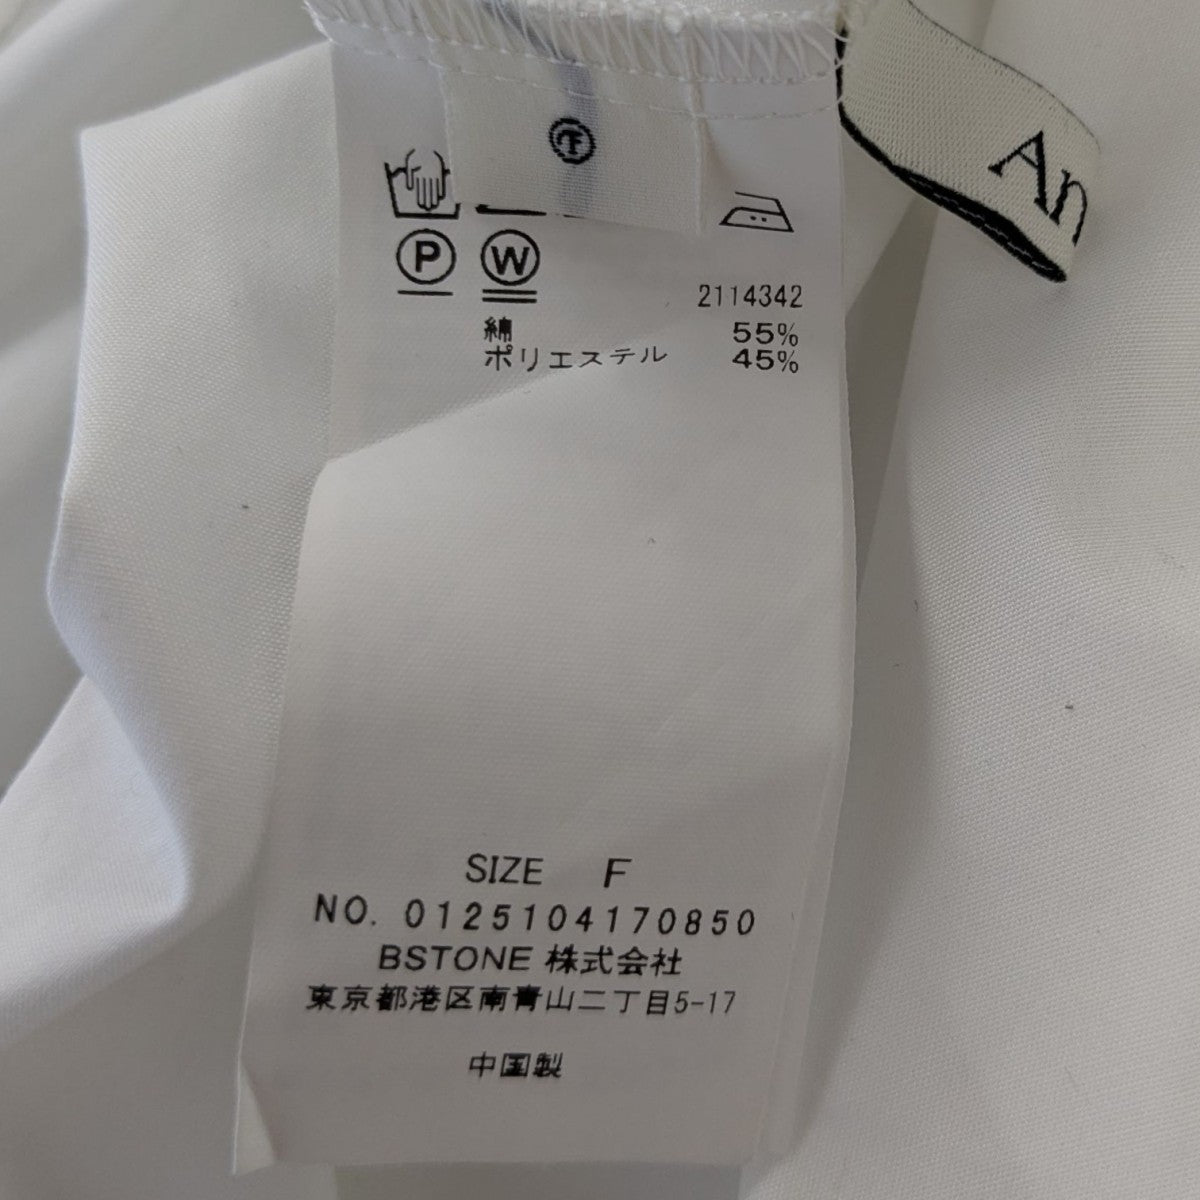 F
An
P W
2114342
綿 55%
ポリエステル 45%
SIZE F
NO. 0125104170850
BSTONE 株式会社
東京都港区南青山二丁目5-17
中国製